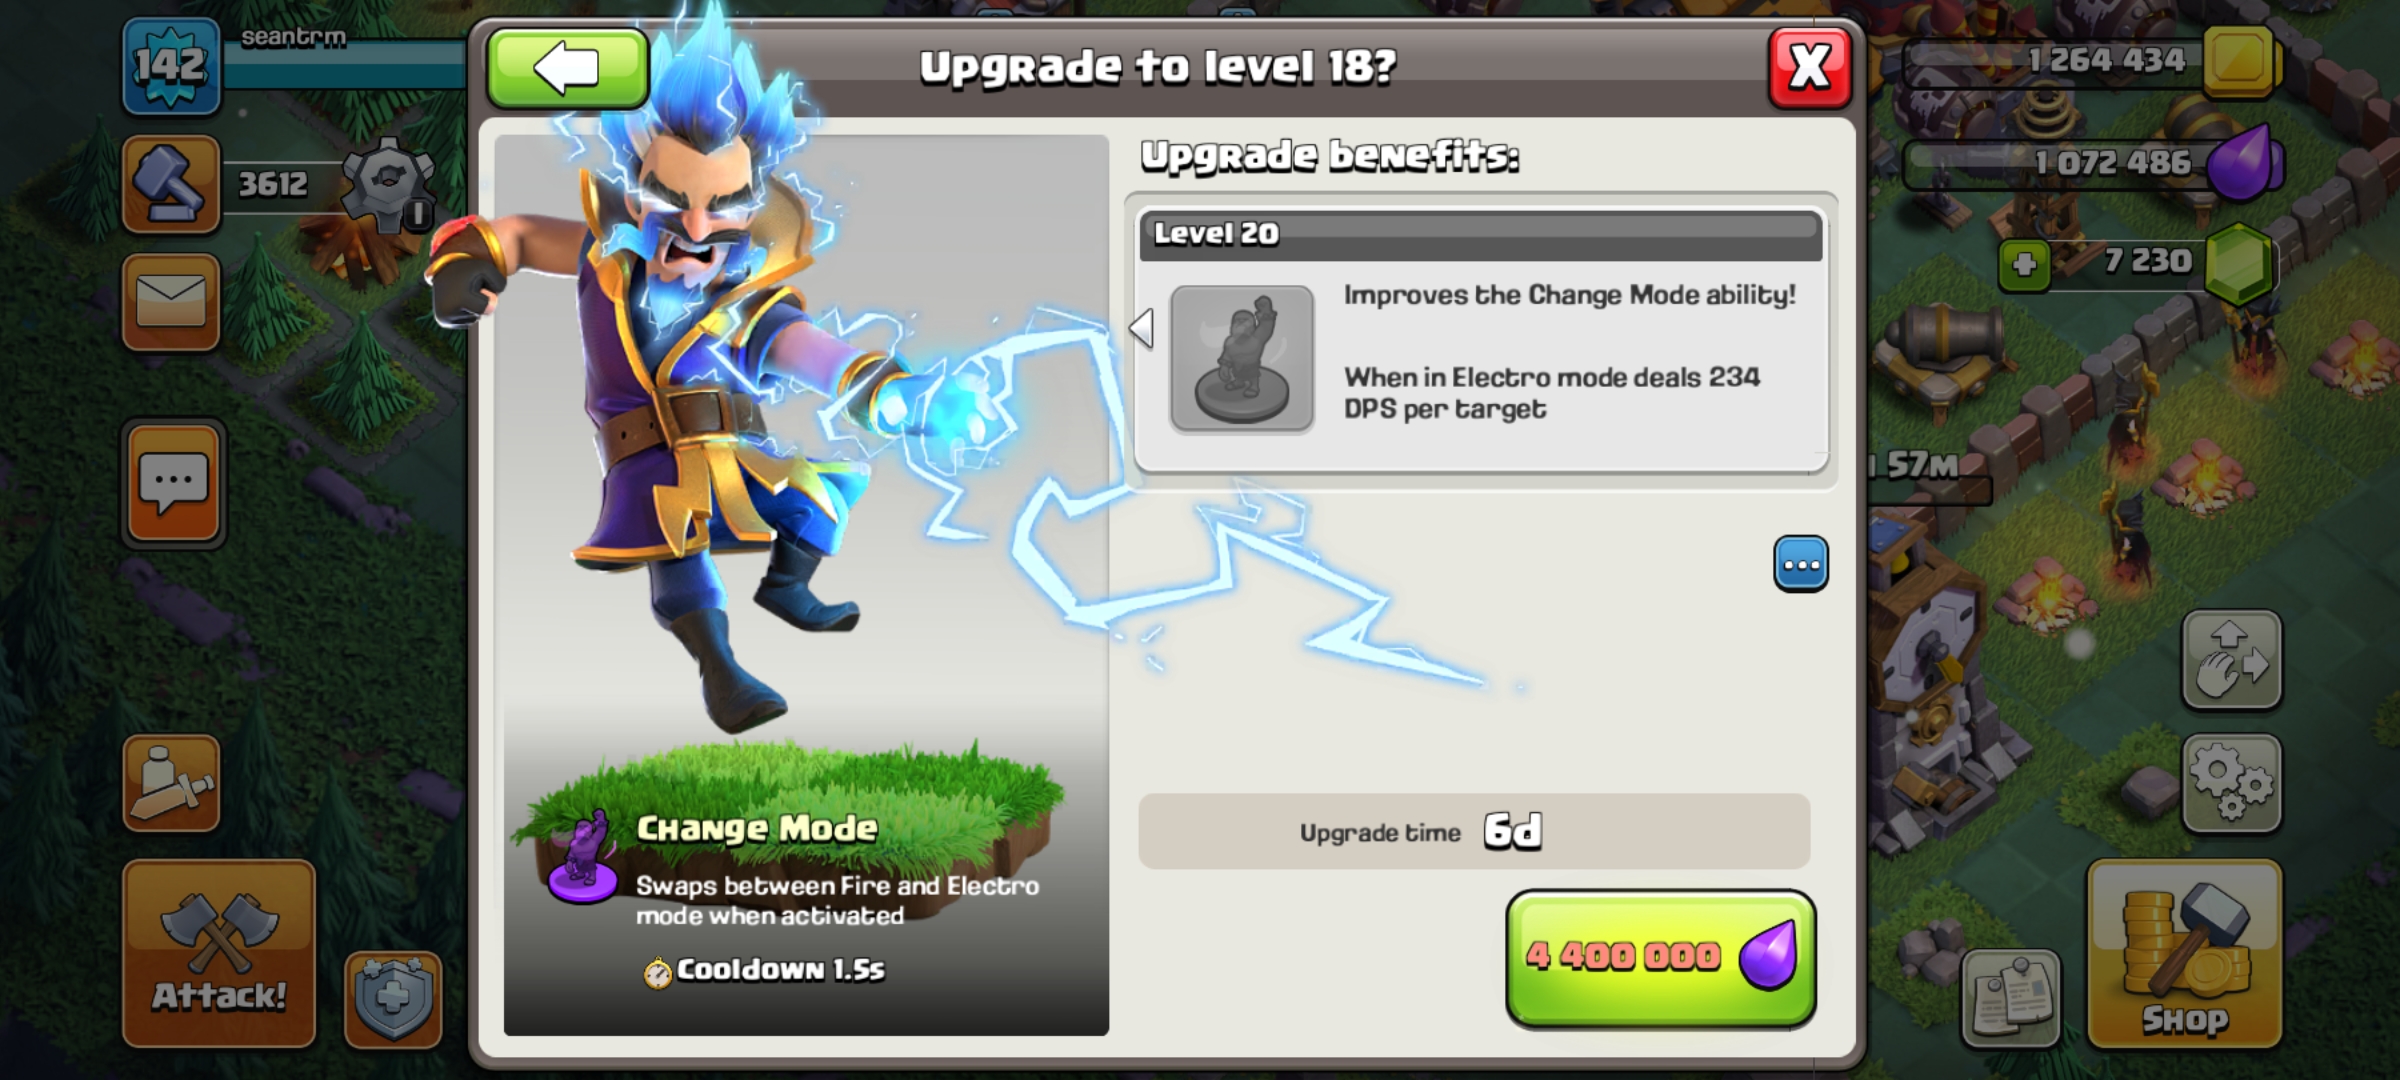 142
seantrm
3612
Upgrade to level 18?
X
1 264 434
1 072 486
7 230
Upgrade benefits:
Level 20
Improves the Change Mode ability!
When in Electro mode deals 234
DPS per target
57M
Change Mode
Swaps between Fire and Electro
mode when activated
Cooldown 1.5s
Upgrade time 6d
4 400 000
Attack!
Shop